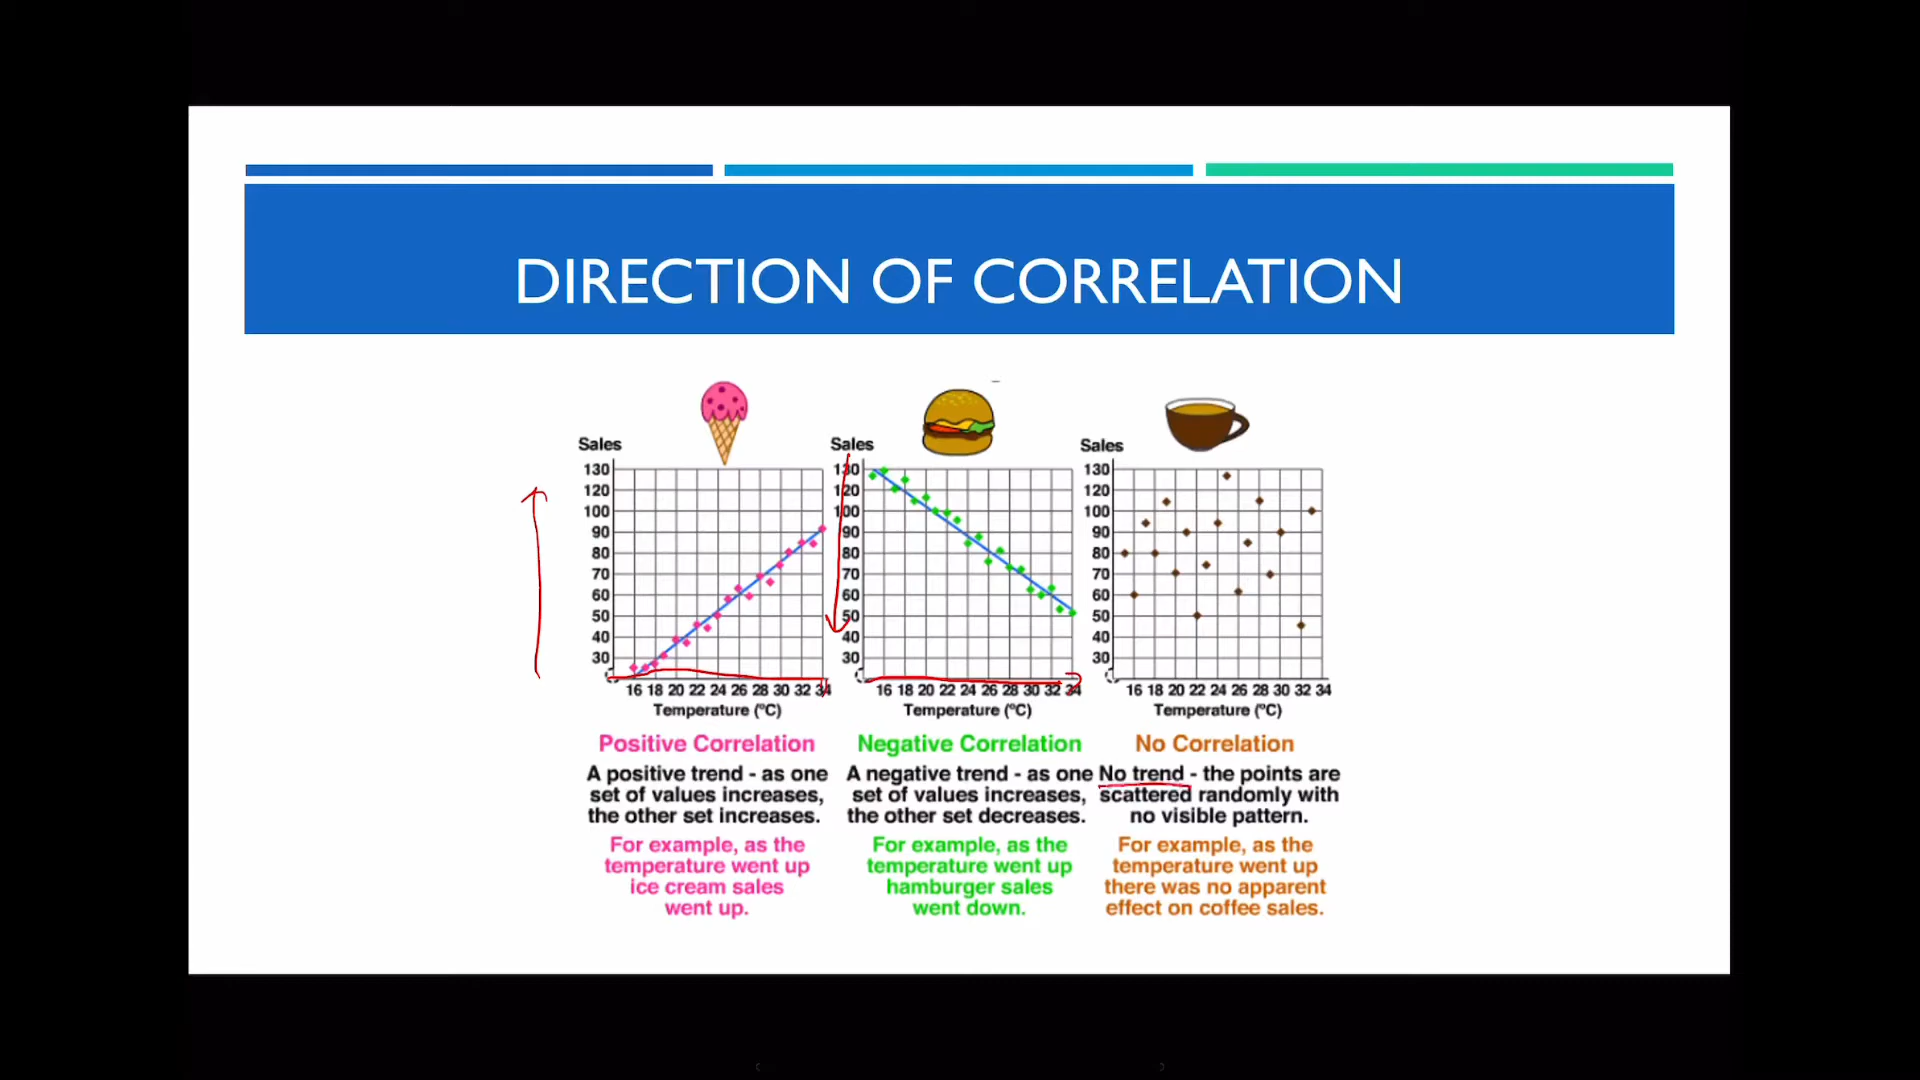 DIRECTION OF CORRELATION
Sales
130
120
100
90
80
70
60
50
40
30
16 18 20 22 24 26 28 30 32 34
Temperature (ºC)
Positive Correlation
A positive trend - as one
set of values increases,
the other set increases.
For example, as the
temperature went up
ice cream sales
went up.
Sales
130
120
100
90
80
70
60
50
40
30
16 18 20 22 24 26 28 30 32 34
Temperature (ºC)
Negative Correlation
A negative trend - as one
set of values increases,
the other set decreases.
For example, as the
temperature went up
hamburger sales
went down.
Sales
130
120
100
90
80
70
60
50
40
30
16 18 20 22 24 26 28 30 32 34
Temperature (ºC)
No Correlation
No trend - the points are
scattered randomly with
no visible pattern.
For example, as the
temperature went up
there was no apparent
effect on coffee sales.